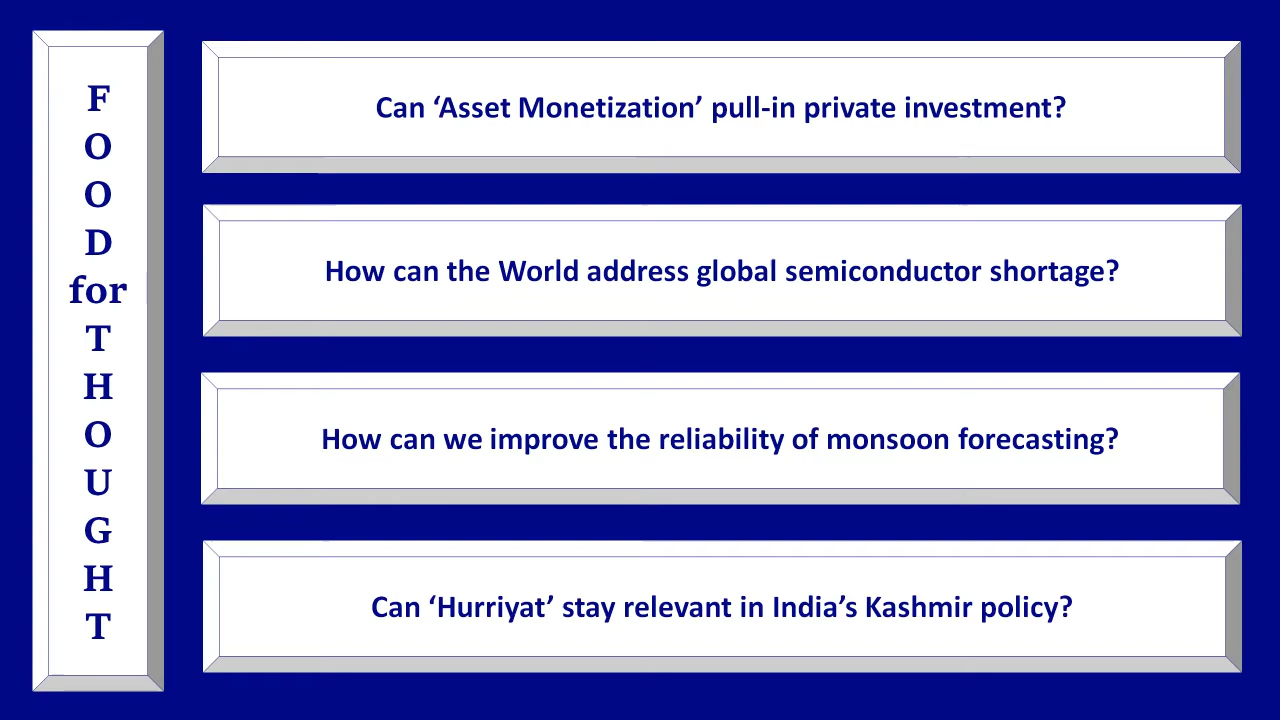 F
O
O
D
for
T
H
O
U
G
H
T
Can ‘Asset Monetization’ pull-in private investment?
How can the World address global semiconductor shortage?
How can we improve the reliability of monsoon forecasting?
Can ‘Hurriyat’ stay relevant in India’s Kashmir policy?